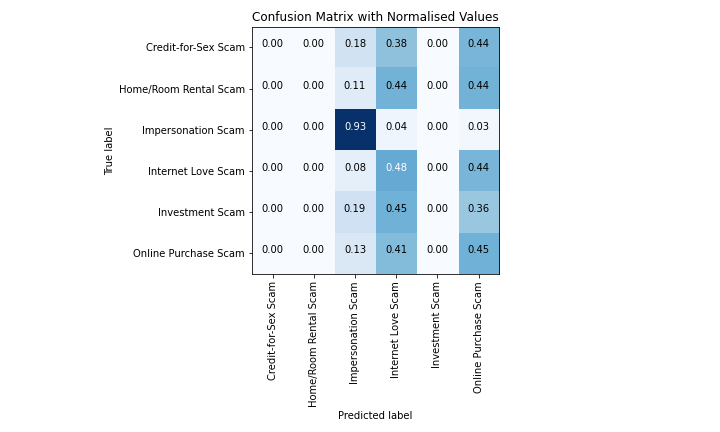 Confusion Matrix with Normalised Values
True label
Credit-for-Sex Scam 0.00 0.00 0.18 0.38 0.00 0.44
Home/Room Rental Scam 0.00 0.00 0.11 0.44 0.00 0.44
Impersonation Scam 0.00 0.00 0.93 0.04 0.00 0.03
Internet Love Scam 0.00 0.00 0.08 0.48 0.00 0.44
Investment Scam 0.00 0.00 0.19 0.45 0.00 0.36
Online Purchase Scam 0.00 0.00 0.13 0.41 0.00 0.45
Credit-for-Sex Scam
Home/Room Rental Scam
Impersonation Scam
Internet Love Scam
Investment Scam
Online Purchase Scam
Predicted label